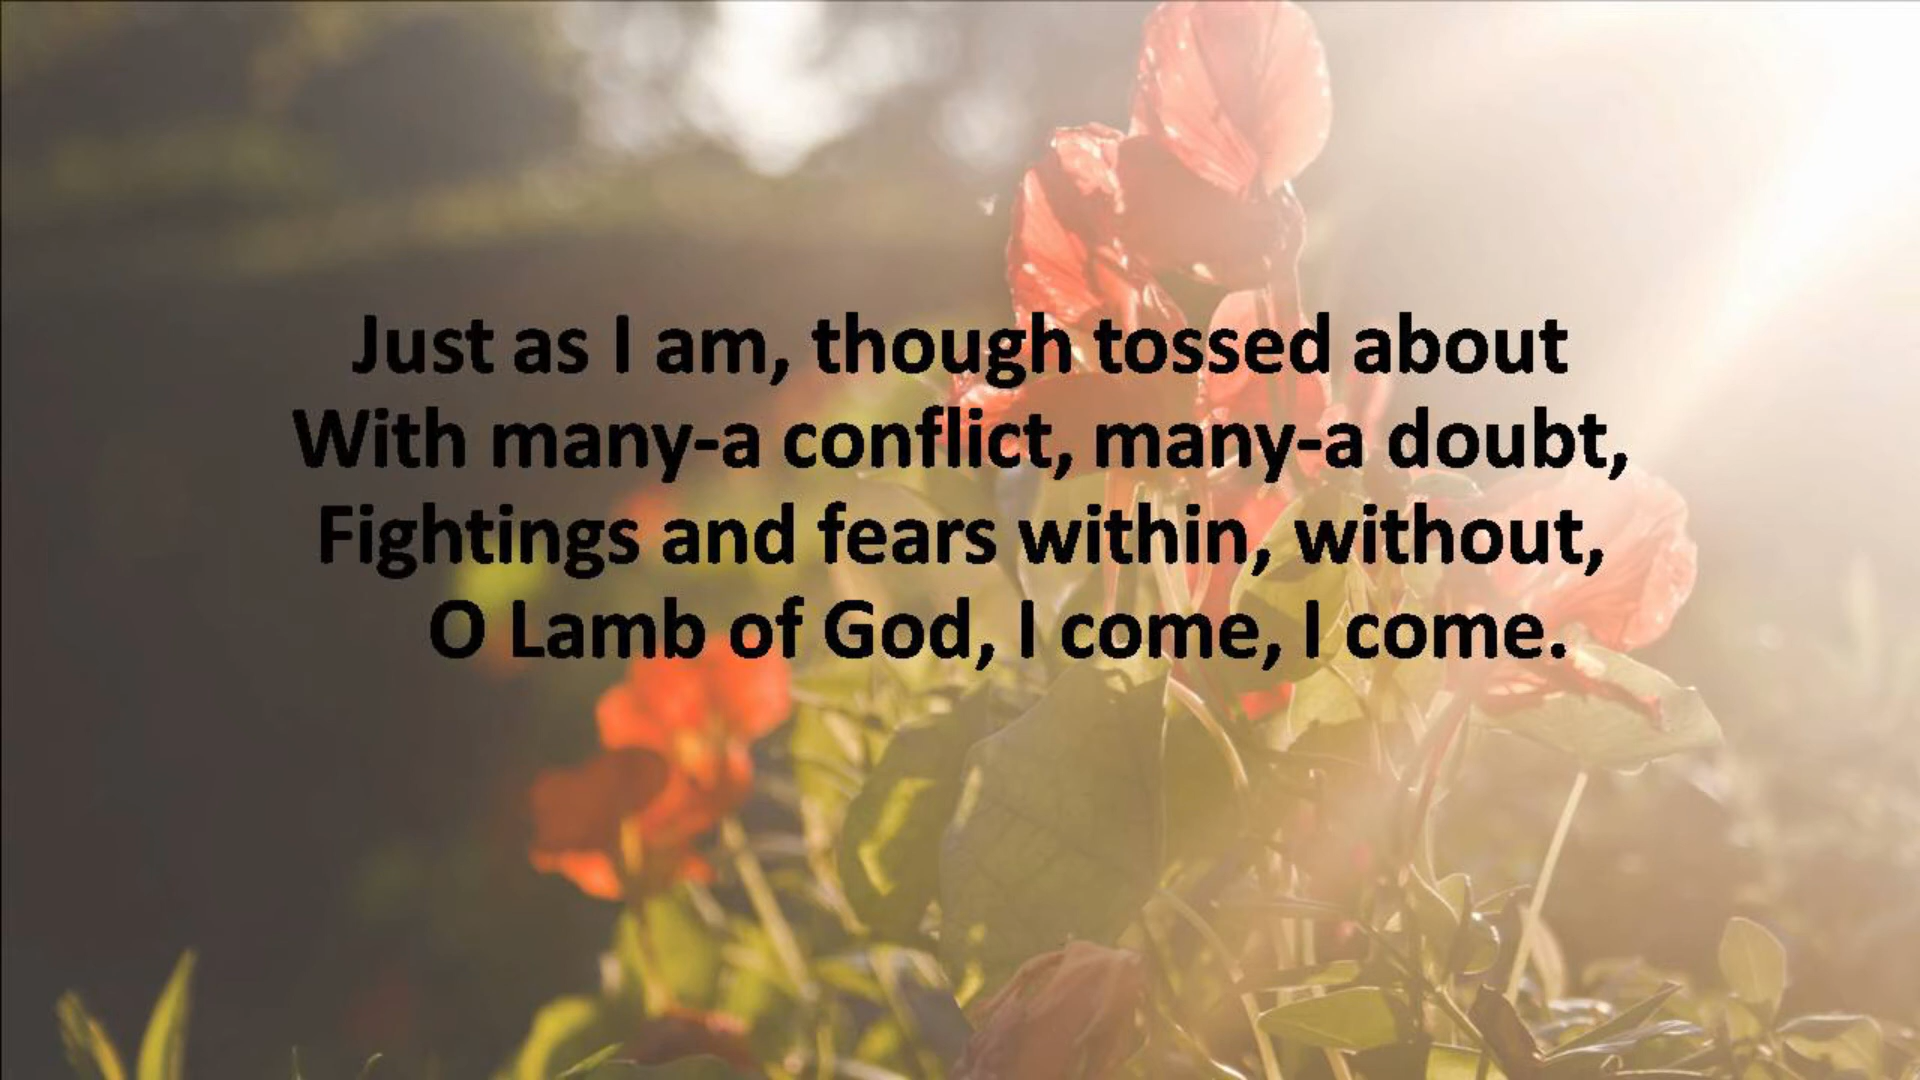 Just as I am, though tossed about
With many-a conflict, many-a doubt,
Fightings and fears within, without,
O Lamb of God, I come, I come.